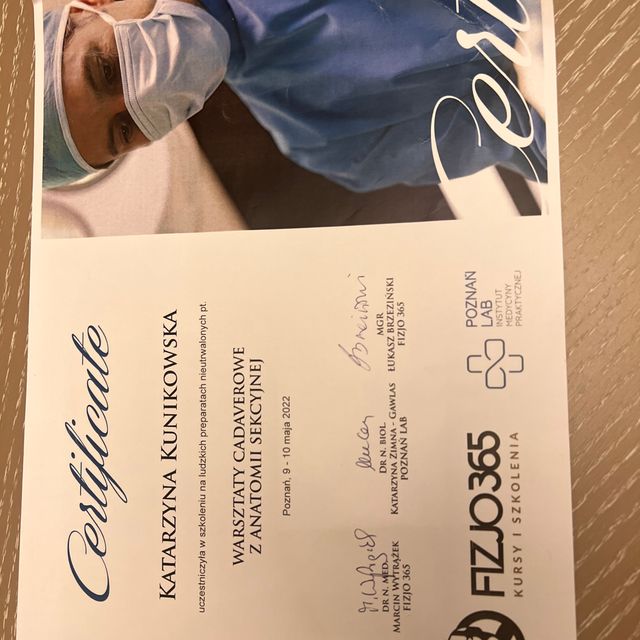 Certificate
KATARZYNA KUNIKOWSKA
uczestniczyła w szkoleniu na ludzkich preparatach nieutrwalonych pt.
WARSZTATY CADAVEROWE
Z ANATOMII SEKCYJNEJ
Poznań, 9 - 10 maja 2022
DR N. MED.
MARCIN WYTRĄŻEK
FIZJO 365
DR N. BIOL
KATARZYNA ZIMNA - GAWLAS
POZNAŃ LAB
MGR
ŁUKASZ BRZEZIŃSKI
FIZJO 365
FIZJO365
KURSY I SZKOLENIA
POZNAŃ
LAB
INSTYTUT
MEDYCYNY
PRAKTYCZNEJ
Cert